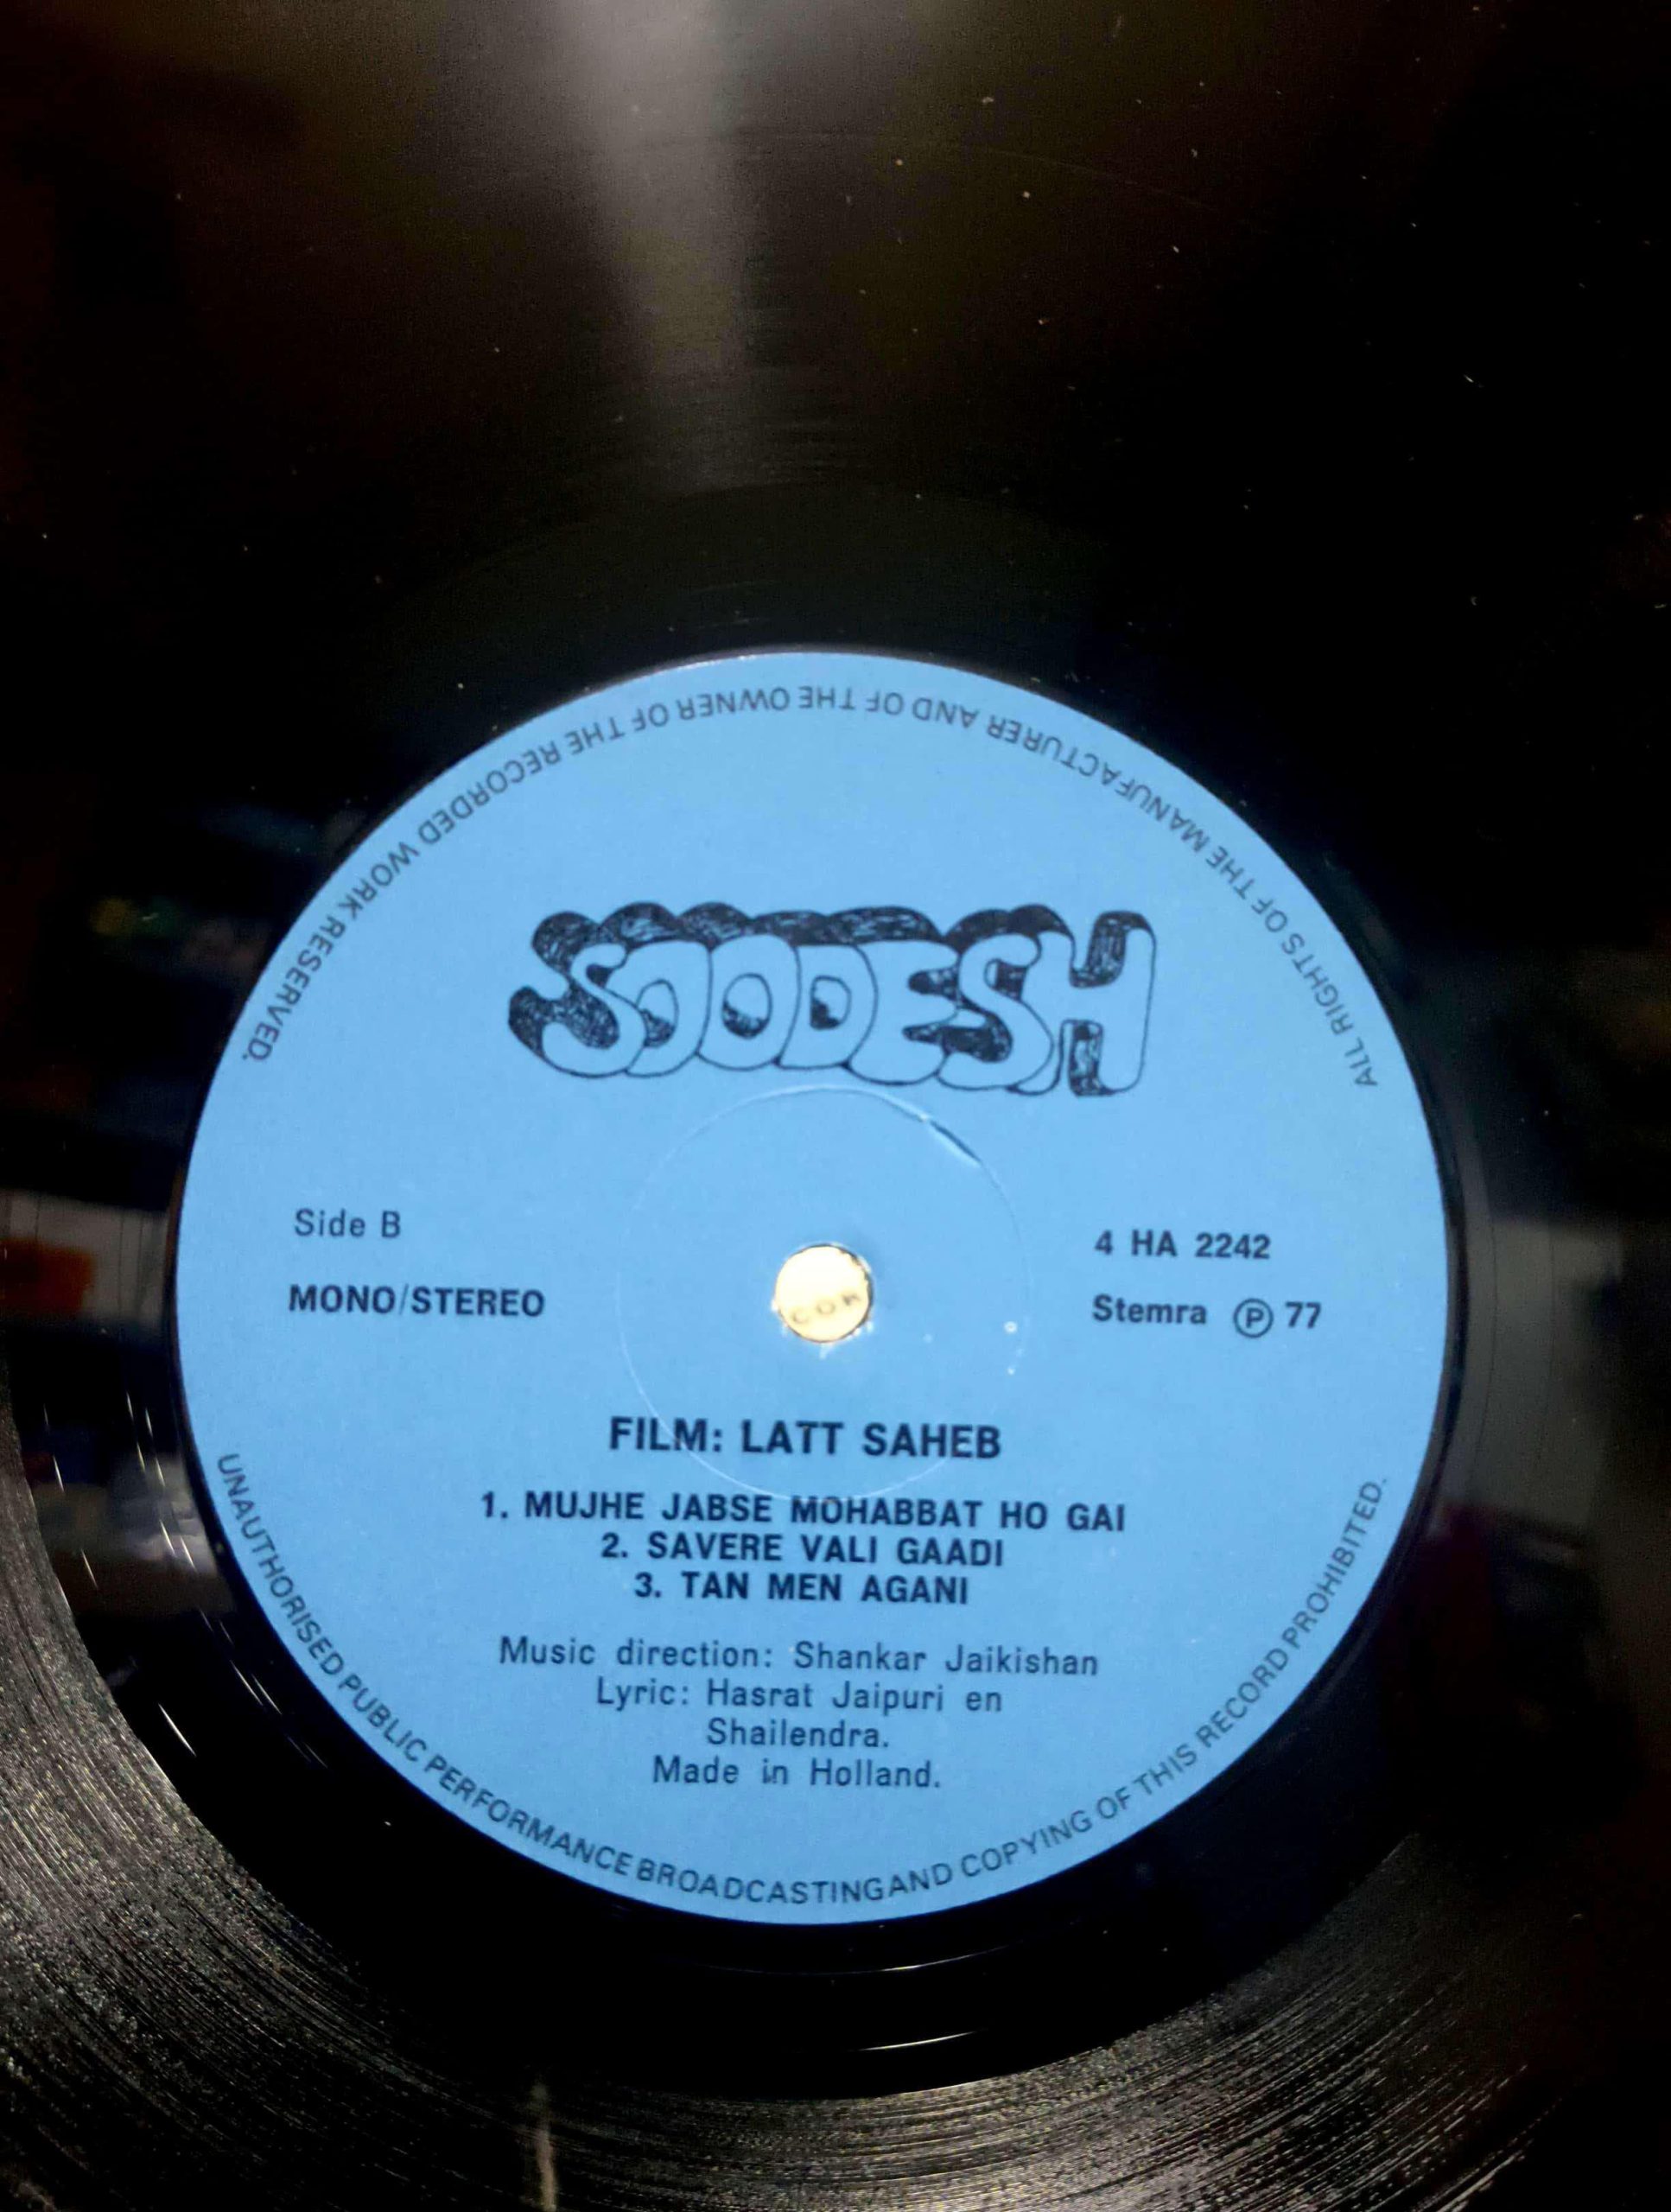 ALL RIGHTS OF THE MANUFACTURER AND OF THE OWNER OF THE RECORDED WORK RESERVED.
SOODESH
Side B
MONO/STEREO
4 HA 2242
Stemra Ⓟ 77
FILM: LATT SAHEB
1. MUJHE JABSE MOHABBAT HO GAI
2. SAVERE VALI GAADI
3. TAN MEN AGANI
Music direction: Shankar Jaikishan
Lyric: Hasrat Jaipuri en
Shailendra.
Made in Holland.
UNAUTHORISED PUBLIC PERFORMANCE BROADCASTING AND COPYING OF THIS RECORD PROHIBITED.